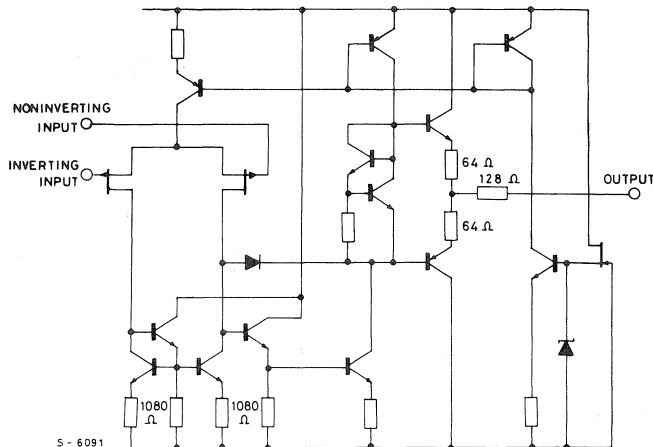 NONINVERTING
INPUT
INVERTING
INPUT
64 Ω
128 Ω
OUTPUT
64 Ω
1080
Ω
1080
Ω
S - 6091